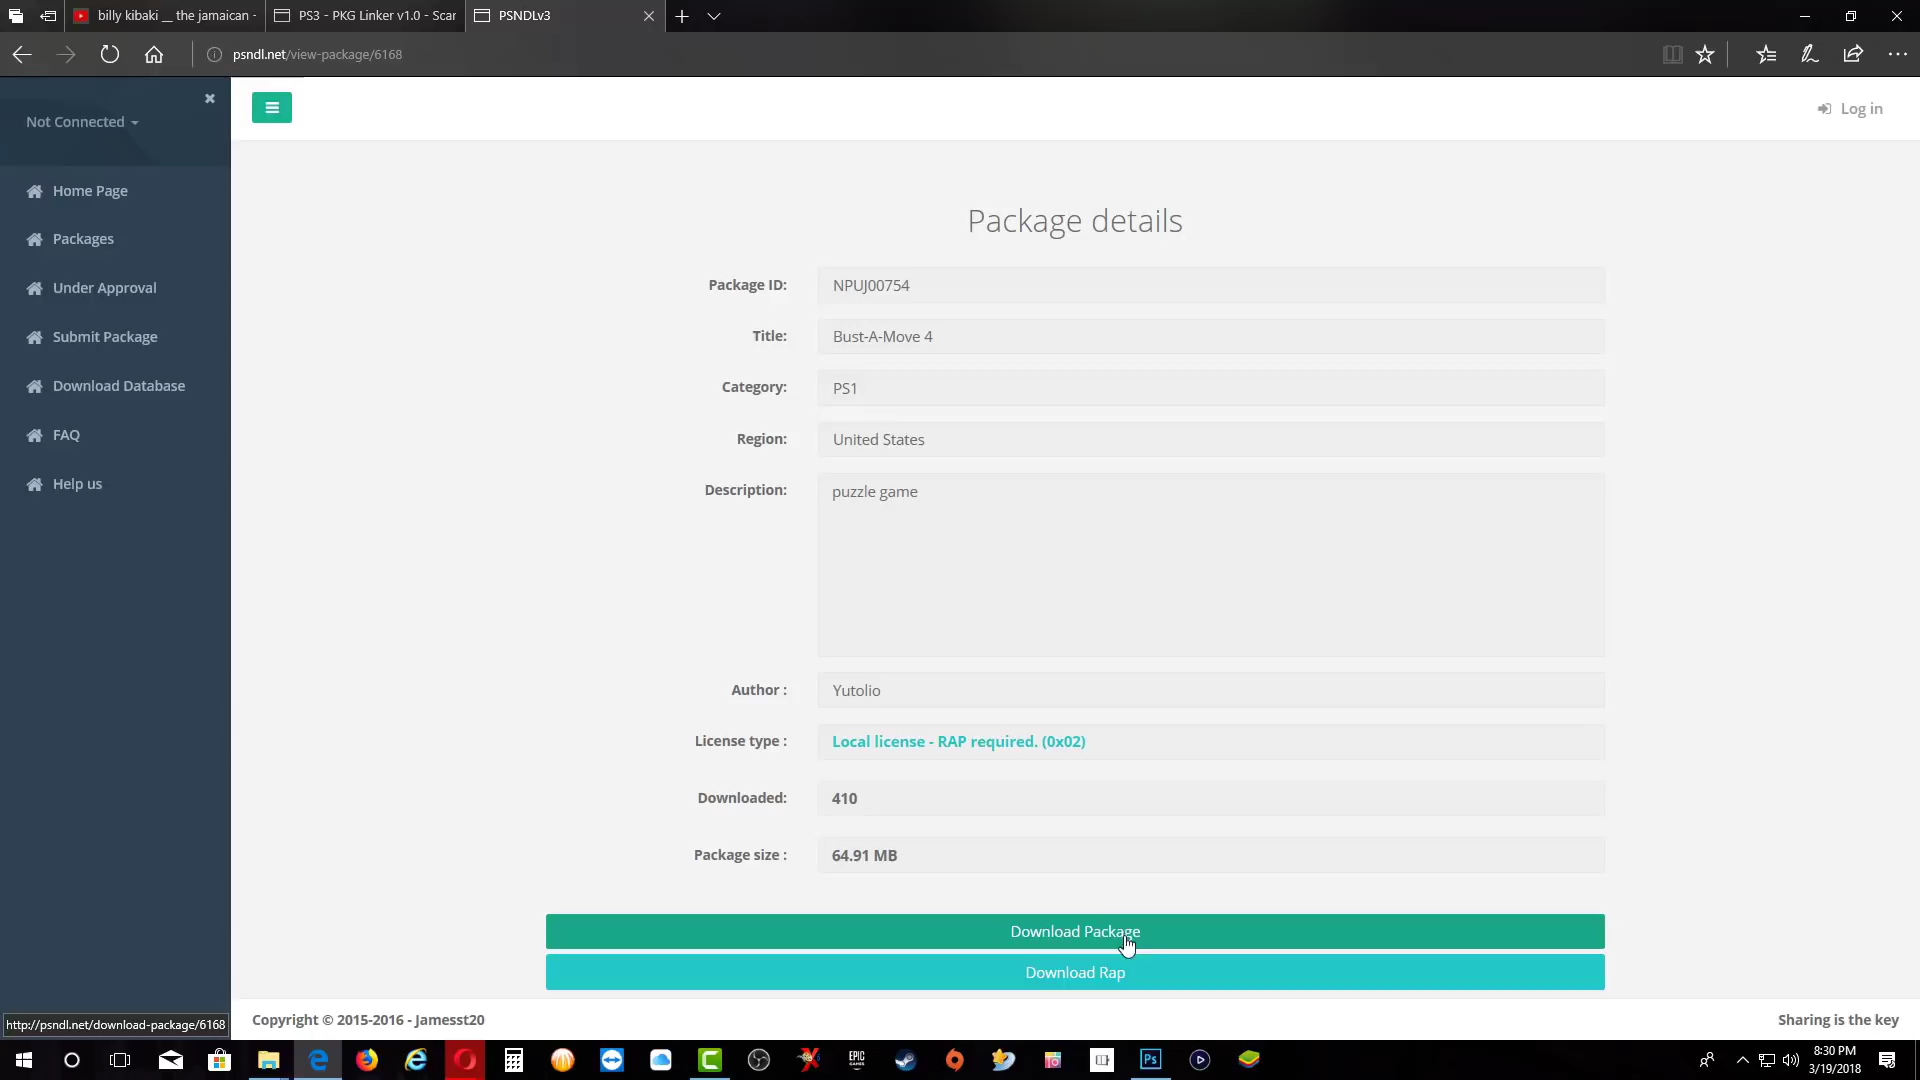 billy kibaki __ the jamaican -
PS3 - PKG Linker v1.0 - Scar
PSNDLv3
psndl.net/view-package/6168
Not Connected
Log in
Home Page
Packages
Under Approval
Submit Package
Download Database
FAQ
Help us
Package details
Package ID: NPUJ00754
Title: Bust-A-Move 4
Category: PS1
Region: United States
Description: puzzle game
Author : Yutolio
License type : Local license - RAP required. (0x02)
Downloaded: 410
Package size : 64.91 MB
Download Package
Download Rap
http://psndl.net/download-package/6168
Copyright © 2015-2016 - Jamesst20
Sharing is the key
EPIC
GAMES
Ps
8:30 PM
3/19/2018